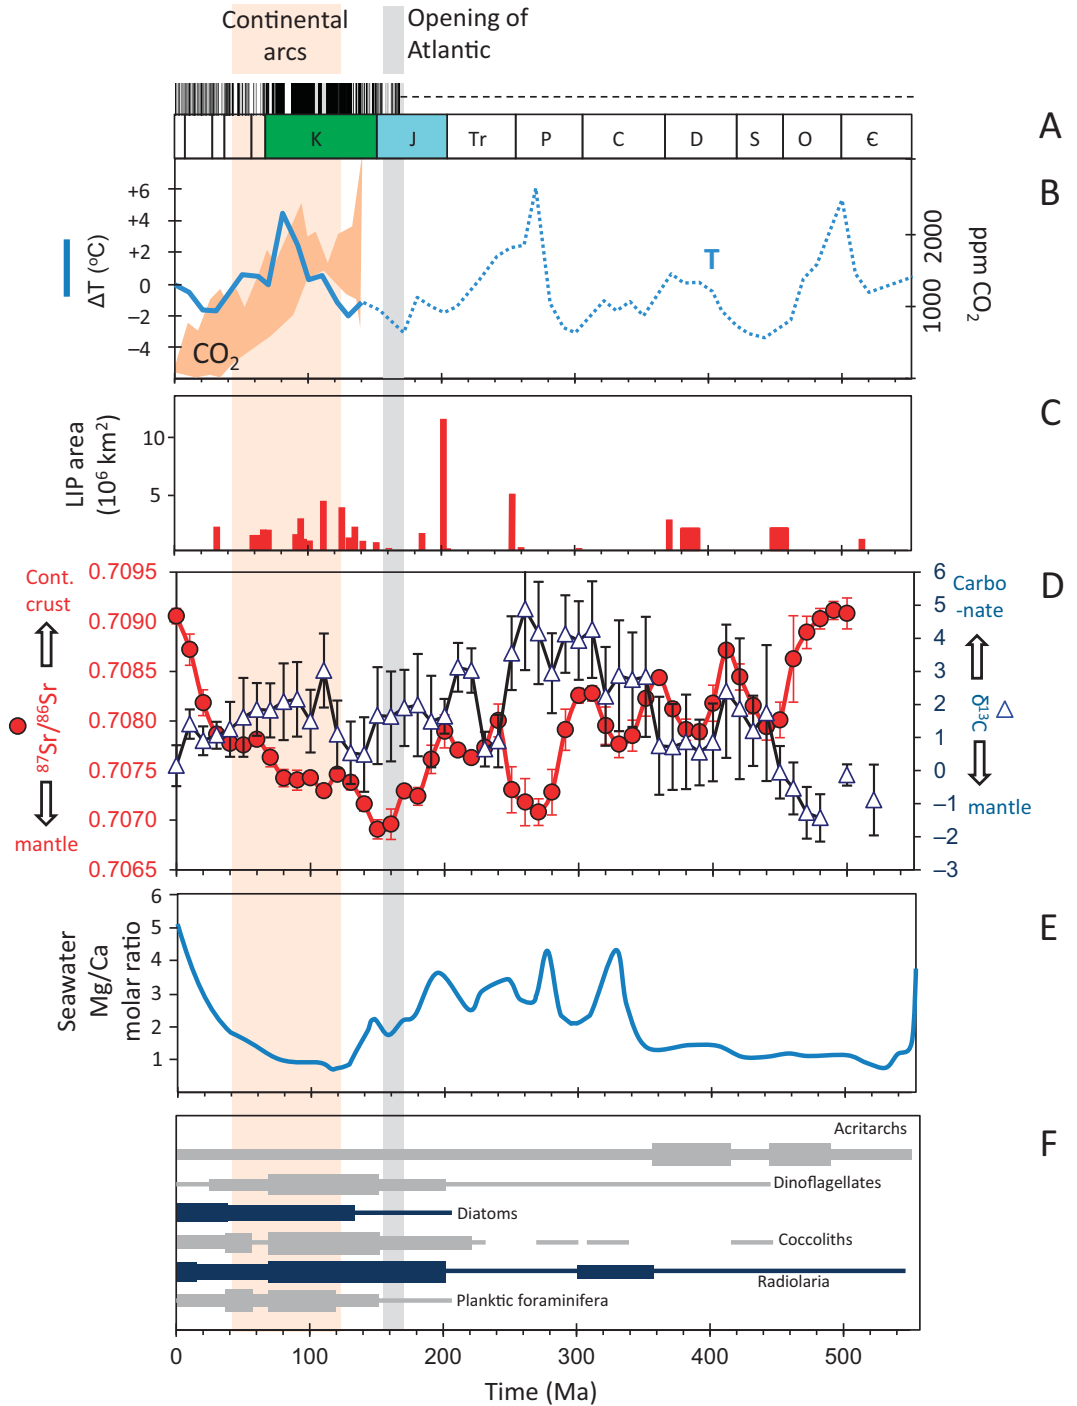 Continental
arcs
Opening of
Atlantic
A
K
J
Tr
P
C
D
S
O
Є
B
ΔT (ºC)
+6
+4
+2
0
−2
−4
CO2
T
2000
1000
ppm CO2
C
LIP area
(10⁶ km²)
10
5
D
Cont.
crust
⁸⁷Sr/⁸⁶Sr
mantle
0.7095
0.7090
0.7085
0.7080
0.7075
0.7070
0.7065
6
5
4
3
2
1
0
−1
−2
−3
Carbo
-nate
δ¹³C
mantle
E
Seawater
Mg/Ca
molar ratio
6
5
4
3
2
1
F
Acritarchs
Dinoflagellates
Diatoms
Coccoliths
Radiolaria
Planktic foraminifera
0 100 200 300 400 500
Time (Ma)